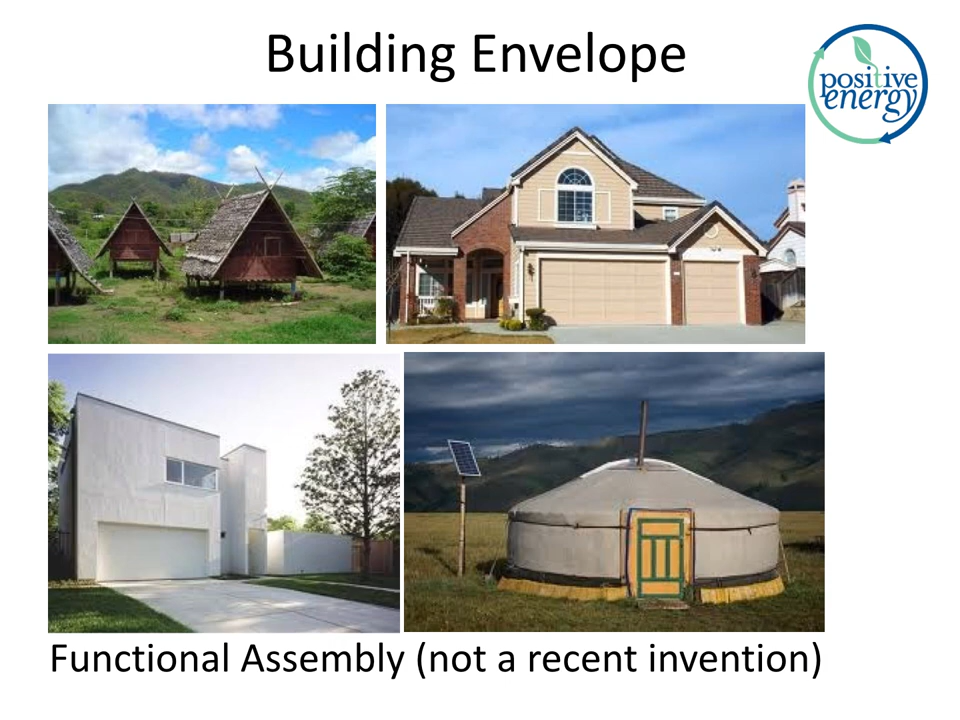 Building Envelope
positive
energy
Functional Assembly (not a recent invention)